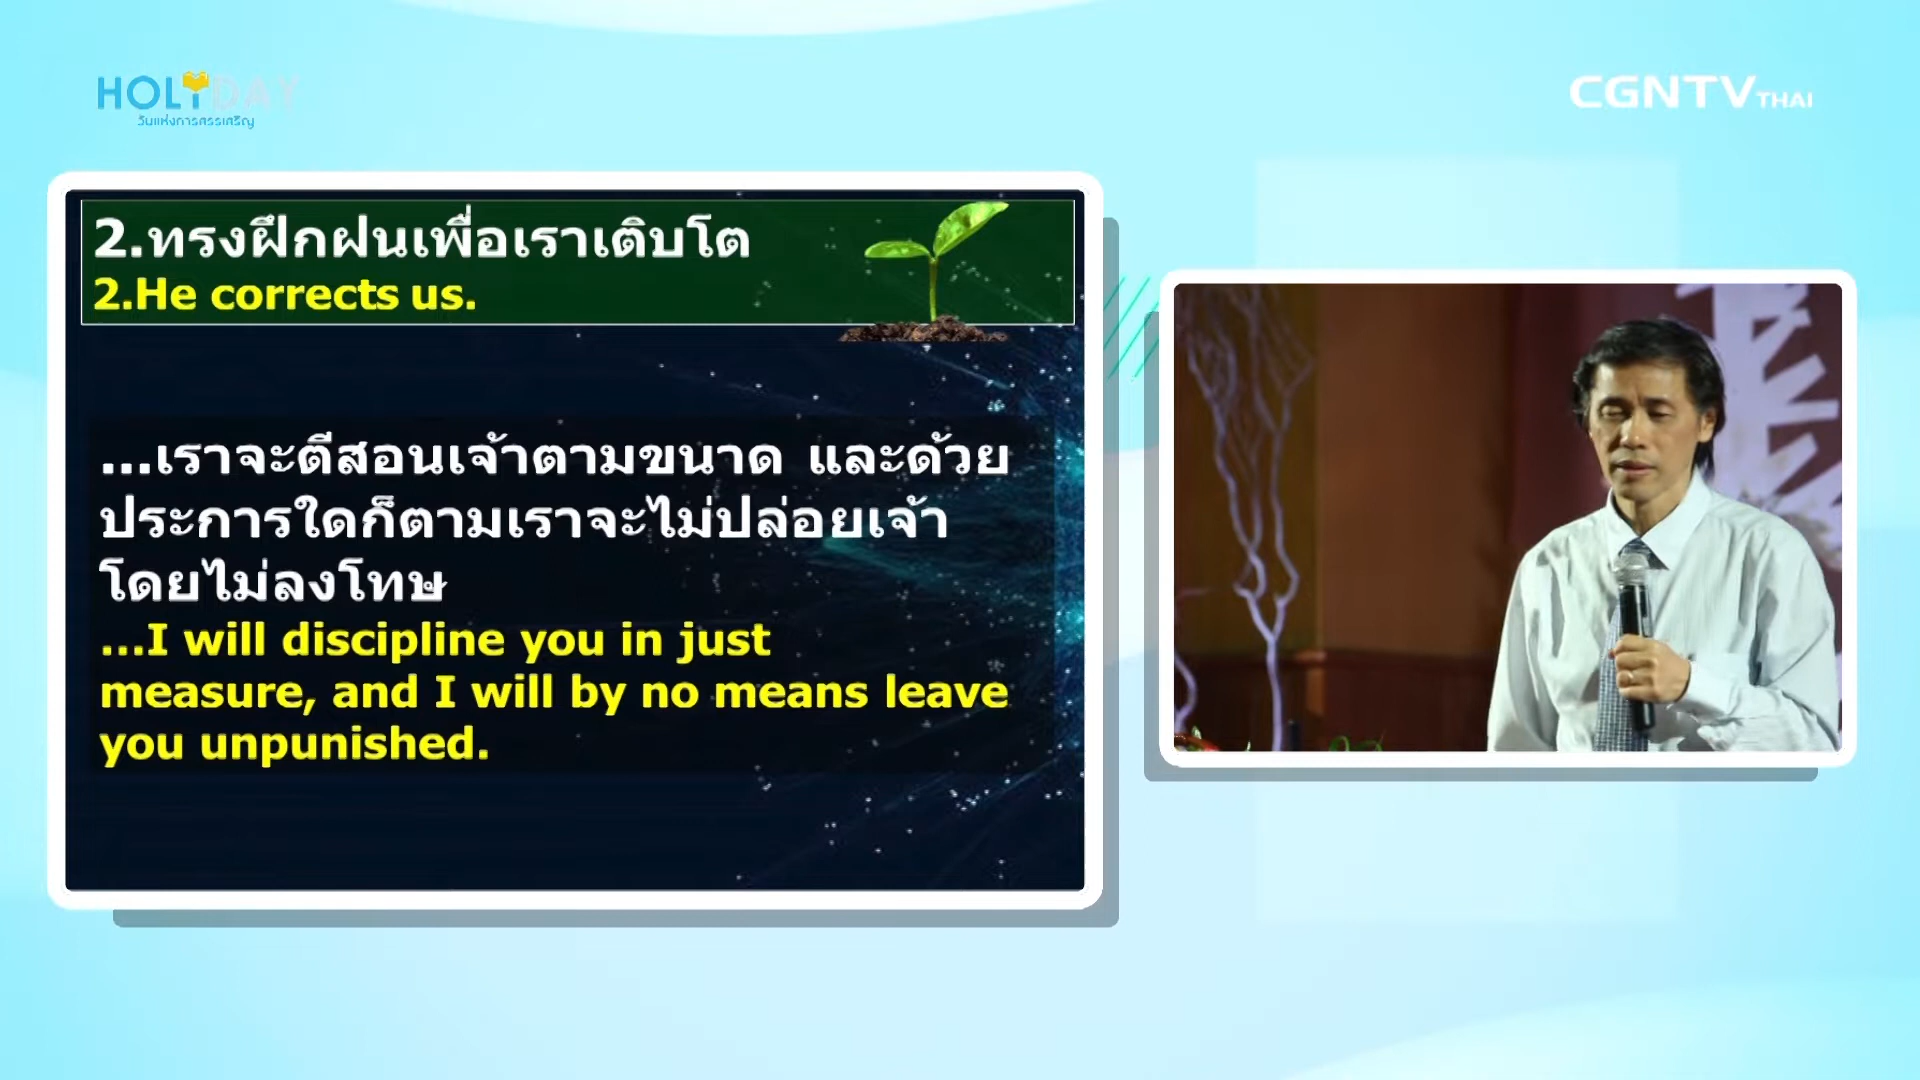 HOLYDAY
วันแห่งการสรรเสริญ
CGNTV THAI
2.ทรงฝึกฝนเพื่อเราเติบโต
2.He corrects us.
...เราจะตีสอนเจ้าตามขนาด และด้วย
ประการใดก็ตามเราจะไม่ปล่อยเจ้า
โดยไม่ลงโทษ
...I will discipline you in just
measure, and I will by no means leave
you unpunished.